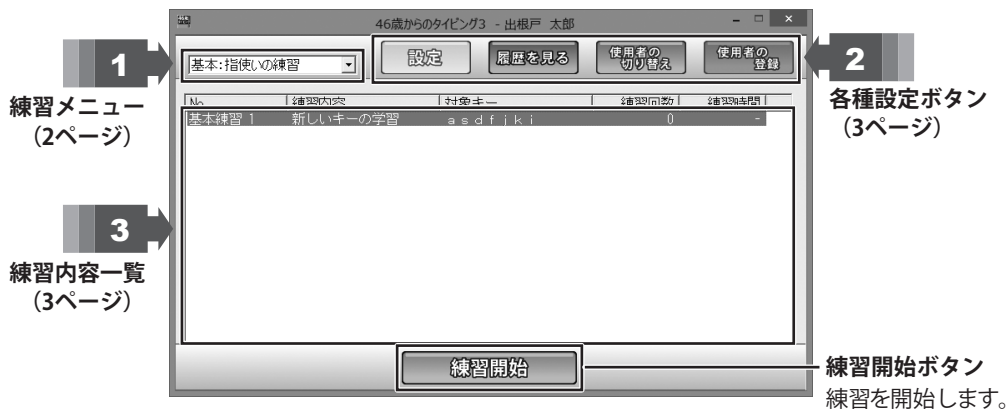 46歳からのタイピング3 - 出根戸 太郎
1
練習メニュー
(2ページ)
基本:指使いの練習
設定
履歴を見る
使用者の
切り替え
使用者の
登録
2
各種設定ボタン
(3ページ)
No 練習内容 対象キー 練習回数 練習時間
基本練習 1 新しいキーの学習 a s d f j k l 0 -
3
練習内容一覧
(3ページ)
練習開始
練習開始ボタン
練習を開始します。